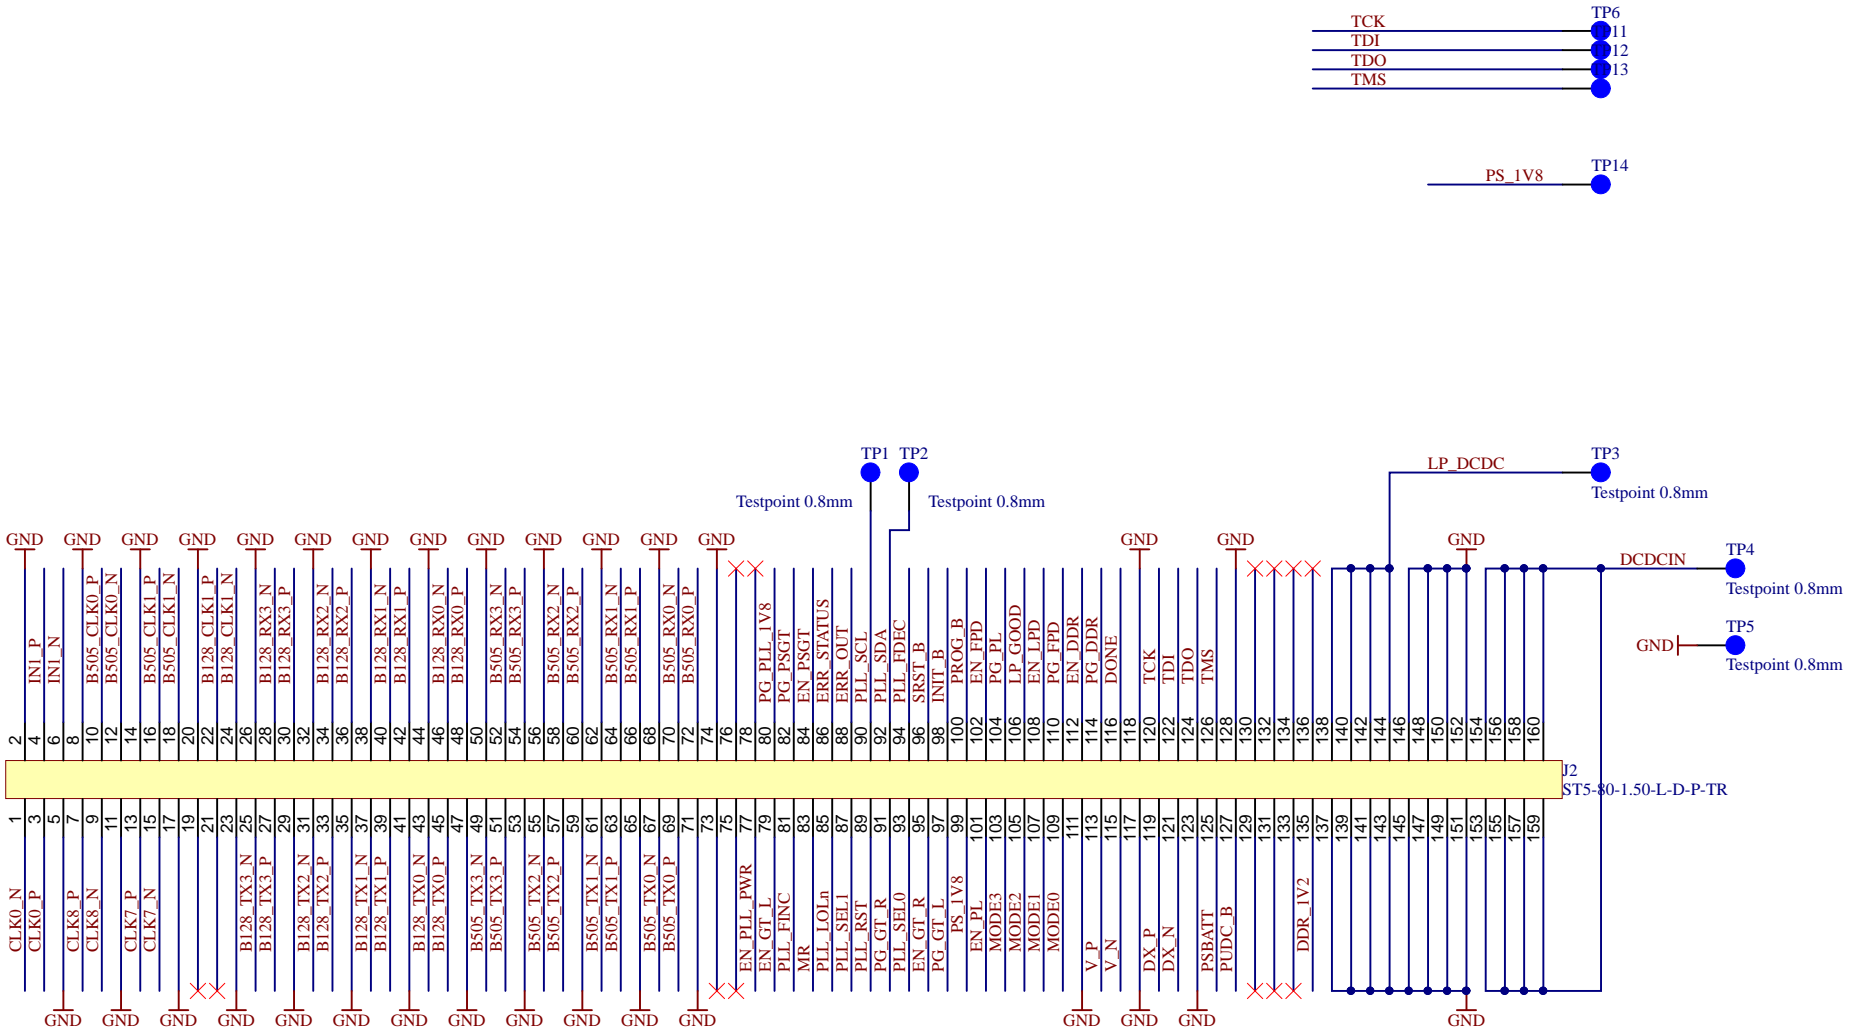 TP6
TCK
TP11
TDI
TP12
TDO
TP13
TMS
TP14
PS_1V8
TP1 TP2 TP3
LP_DCDC
Testpoint 0.8mm Testpoint 0.8mm Testpoint 0.8mm
GND GND GND GND GND GND GND GND GND GND GND GND GND GND GND GND
DCDCIN TP4
Testpoint 0.8mm
GND TP5
Testpoint 0.8mm
IN1_P IN1_N B505_CLK0_P B505_CLK0_N B505_CLK1_P B505_CLK1_N B128_CLK1_P B128_CLK1_N B128_RX3_N B128_RX3_P B128_RX2_N B128_RX2_P B128_RX1_N B128_RX1_P B128_RX0_N B128_RX0_P B505_RX3_N B505_RX3_P B505_RX2_N B505_RX2_P B505_RX1_N B505_RX1_P B505_RX0_N B505_RX0_P PG_PLL_1V8 PG_PSGT EN_PSGT ERR_STATUS ERR_OUT PLL_SCL PLL_SDA PLL_FDEC SRST_B INIT_B PROG_B EN_FPD PG_PL LP_GOOD EN_LPD PG_FPD EN_DDR PG_DDR DONE TCK TDI TDO TMS
2 4 6 8 10 12 14 16 18 20 22 24 26 28 30 32 34 36 38 40 42 44 46 48 50 52 54 56 58 60 62 64 66 68 70 72 74 76 78 80 82 84 86 88 90 92 94 96 98 100 102 104 106 108 110 112 114 116 118 120 122 124 126 128 130 132 134 136 138 140 142 144 146 148 150 152 154 156 158 160
J2
ST5-80-1.50-L-D-P-TR
1 3 5 7 9 11 13 15 17 19 21 23 25 27 29 31 33 35 37 39 41 43 45 47 49 51 53 55 57 59 61 63 65 67 69 71 73 75 77 79 81 83 85 87 89 91 93 95 97 99 101 103 105 107 109 111 113 115 117 119 121 123 125 127 129 131 133 135 137 139 141 143 145 147 149 151 153 155 157 159
CLK0_N CLK0_P CLK8_P CLK8_N CLK7_P CLK7_N B128_TX3_N B128_TX3_P B128_TX2_N B128_TX2_P B128_TX1_N B128_TX1_P B128_TX0_N B128_TX0_P B505_TX3_N B505_TX3_P B505_TX2_N B505_TX2_P B505_TX1_N B505_TX1_P B505_TX0_N B505_TX0_P EN_PLL_PWR EN_GT_L PLL_FINC MR PLL_LOLn PLL_SEL1 PLL_RST PG_GT_R PLL_SEL0 EN_GT_R PG_GT_L PS_1V8 EN_PL MODE3 MODE2 MODE1 MODE0 V_P V_N DX_P DX_N PSBATT PUDC_B DDR_1V2
GND GND GND GND GND GND GND GND GND GND GND GND GND GND GND GND